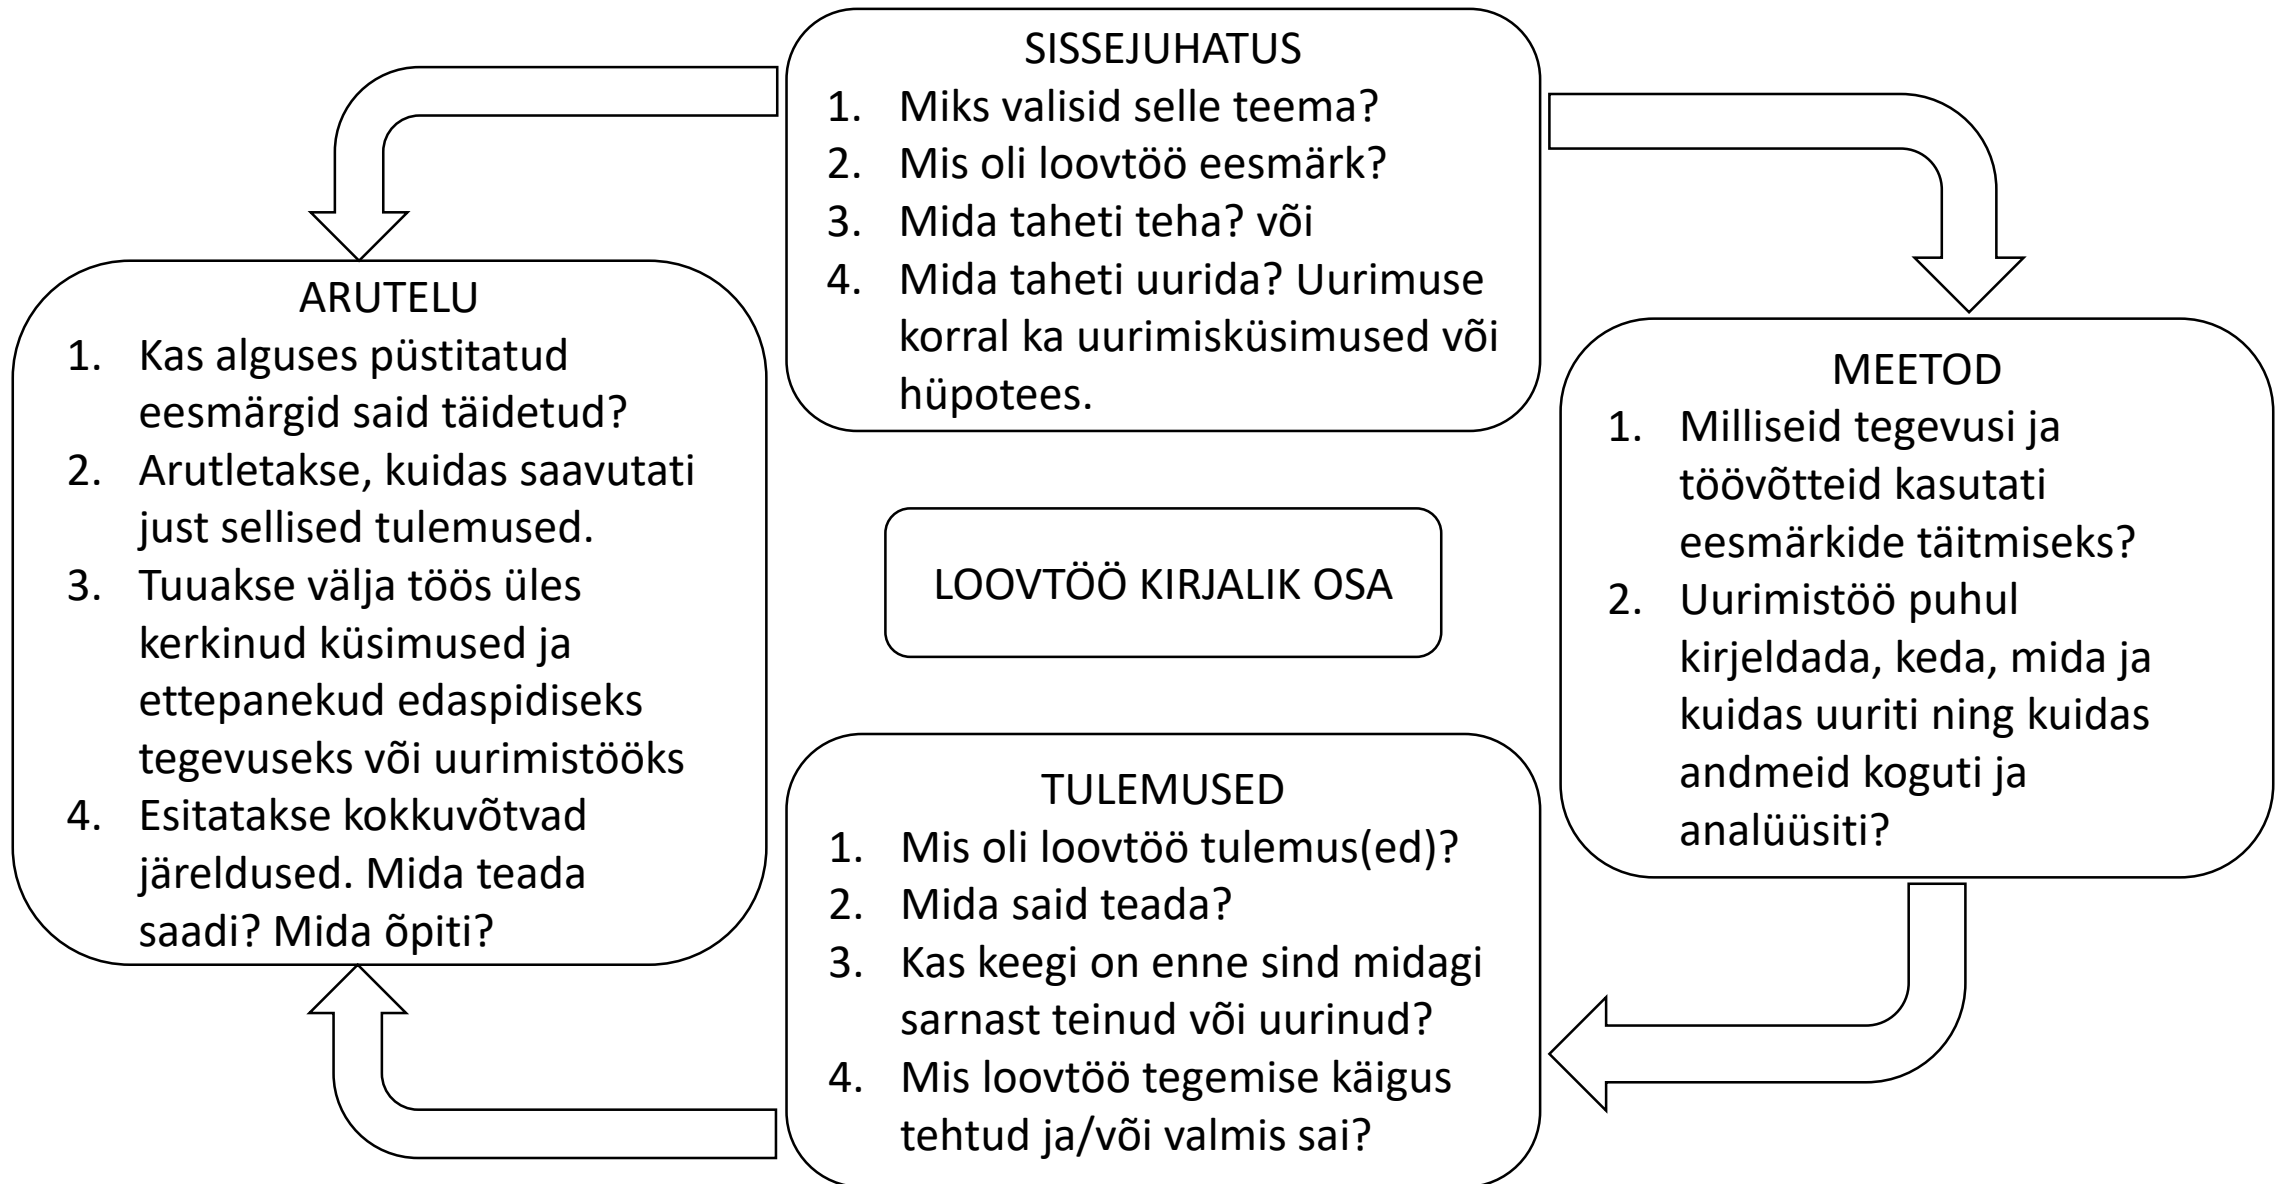 SISSEJUHATUS
1. Miks valisid selle teema?
2. Mis oli loovtöö eesmärk?
3. Mida taheti teha? või
4. Mida taheti uurida? Uurimuse
korral ka uurimisküsimused või
hüpotees.
MEETOD
1. Milliseid tegevusi ja
töövõtteid kasutati
eesmärkide täitmiseks?
2. Uurimistöö puhul
kirjeldada, keda, mida ja
kuidas uuriti ning kuidas
andmeid koguti ja
analüüsiti?
TULEMUSED
1. Mis oli loovtöö tulemus(ed)?
2. Mida said teada?
3. Kas keegi on enne sind midagi
sarnast teinud või uurinud?
4. Mis loovtöö tegemise käigus
tehtud ja/või valmis sai?
ARUTELU
1. Kas alguses püstitatud
eesmärgid said täidetud?
2. Arutletakse, kuidas saavutati
just sellised tulemused.
3. Tuuakse välja töös üles
kerkinud küsimused ja
ettepanekud edaspidiseks
tegevuseks või uurimistööks
4. Esitatakse kokkuvõtvad
järeldused. Mida teada
saadi? Mida õpiti?
LOOVTÖÖ KIRJALIK OSA